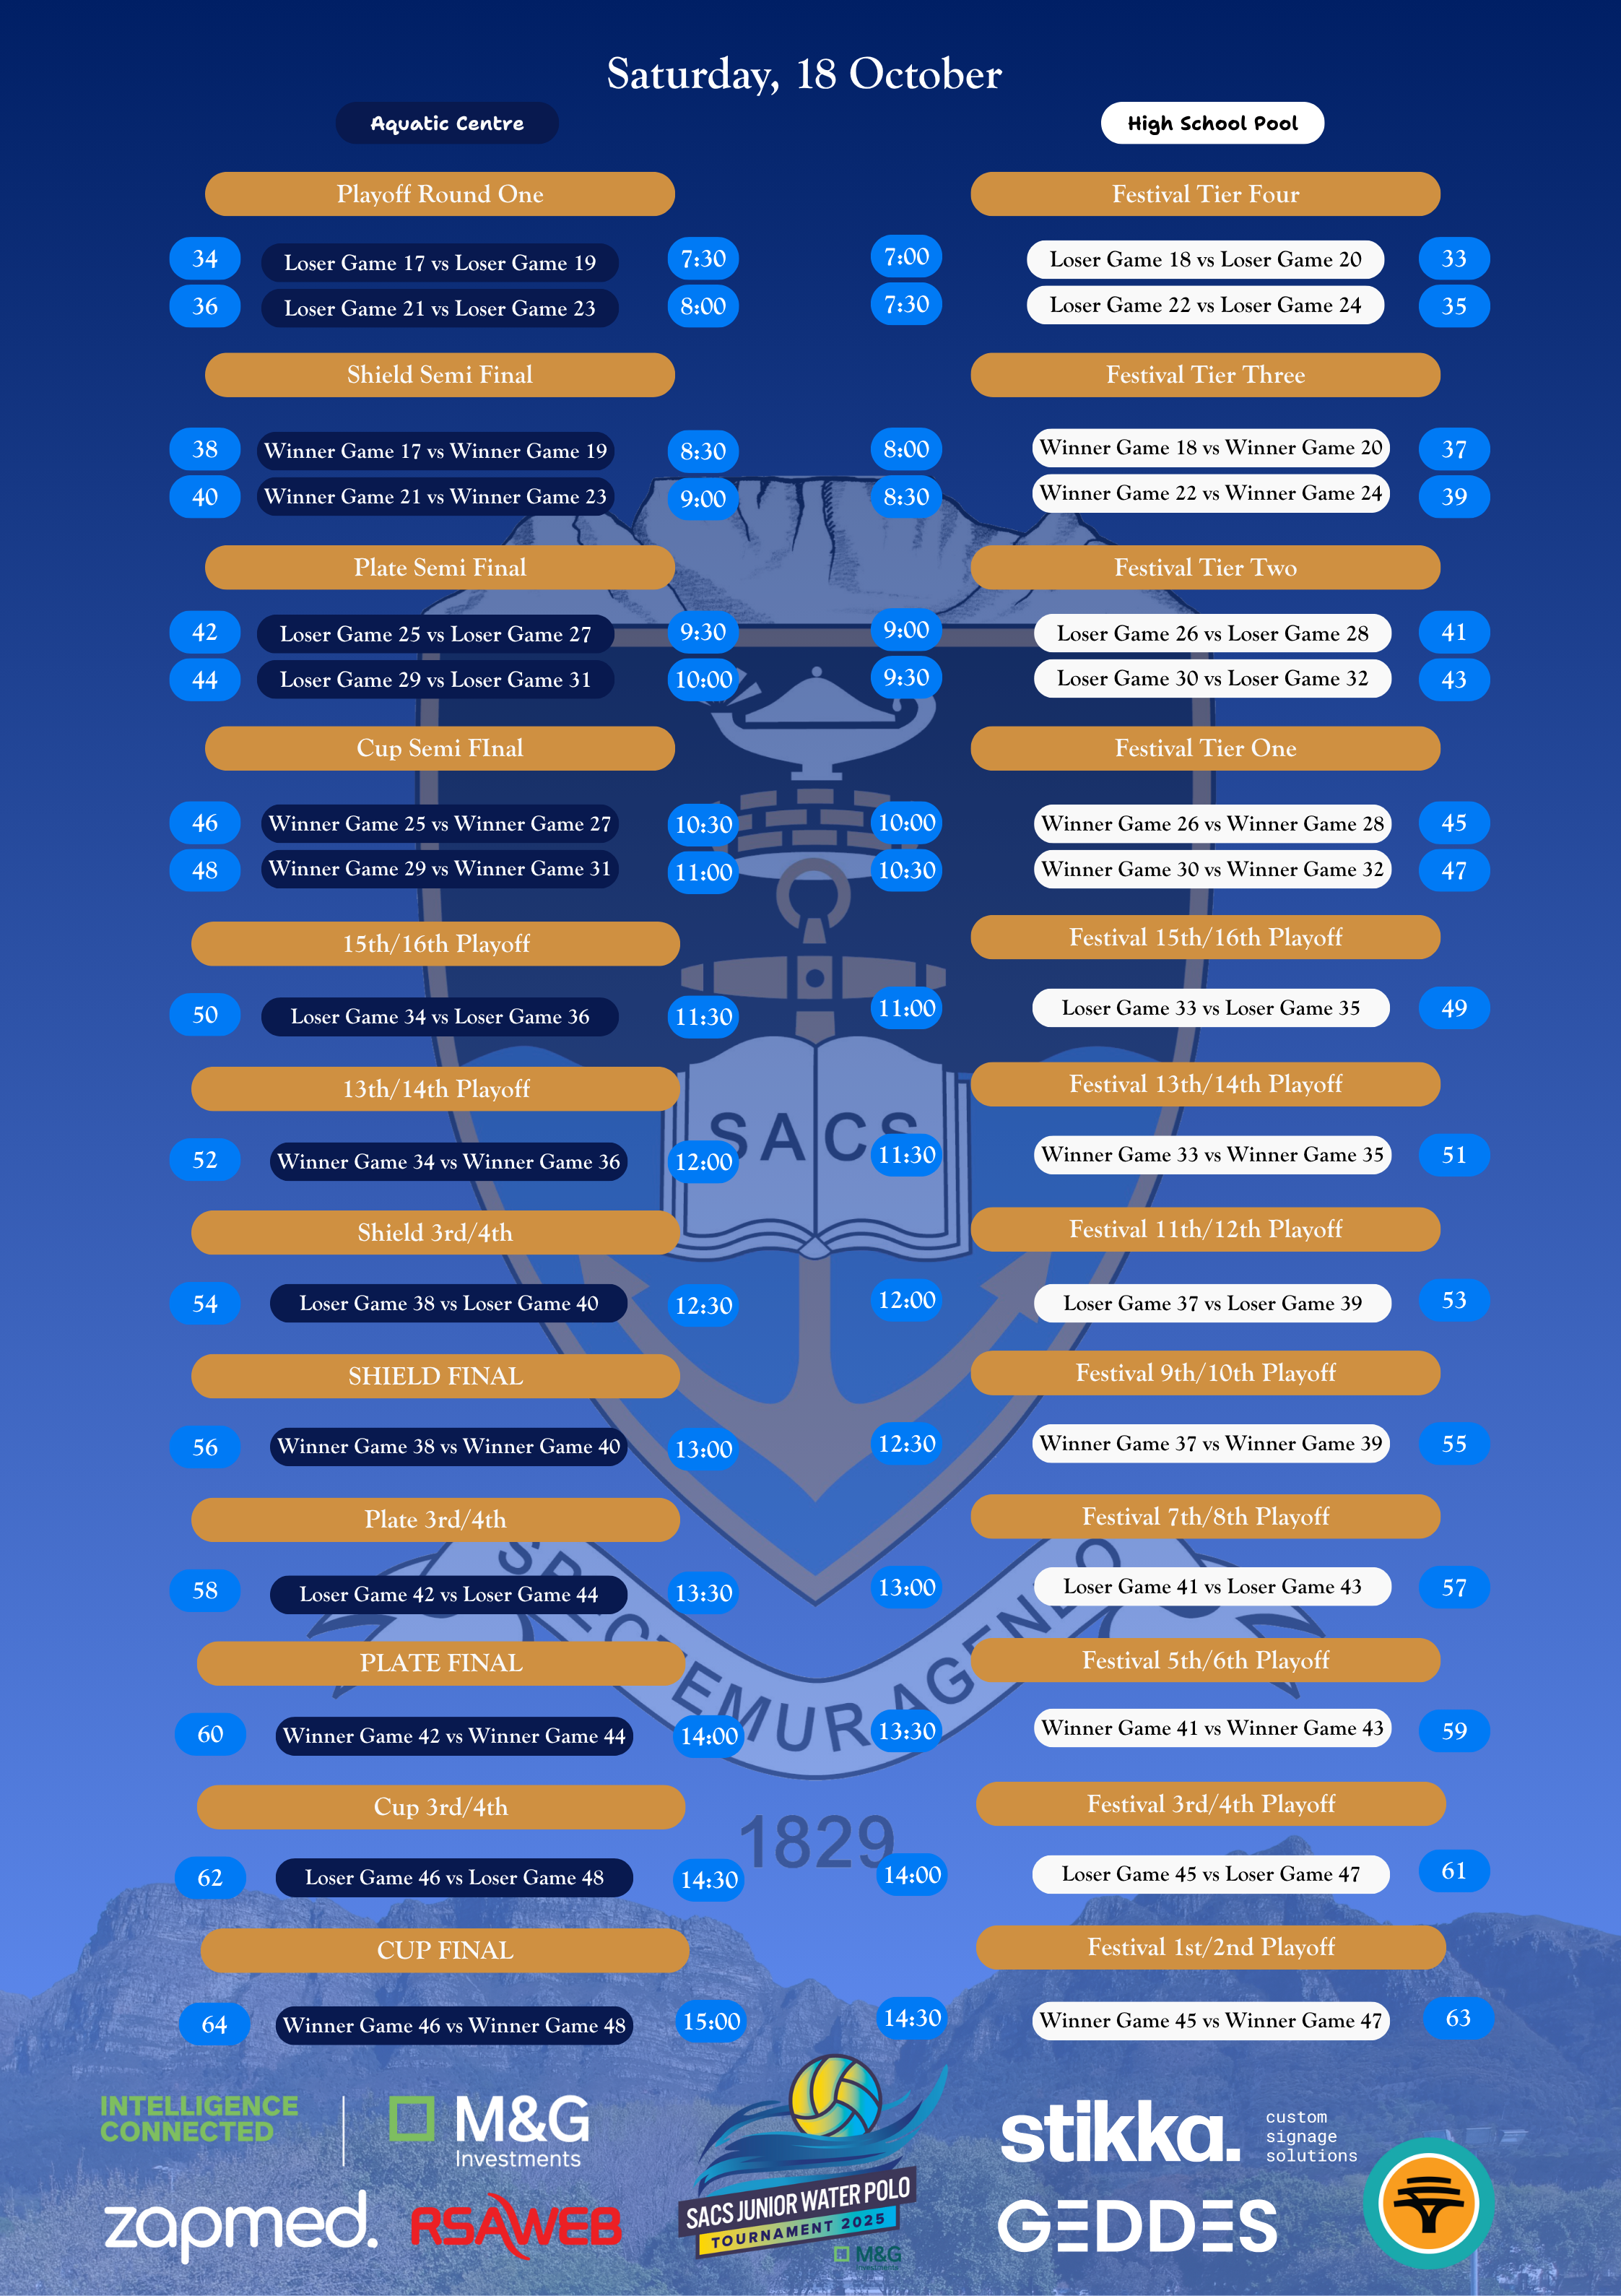 Saturday, 18 October
Aquatic Centre
High School Pool
Playoff Round One
Festival Tier Four
34 Loser Game 17 vs Loser Game 19 7:30
7:00 Loser Game 18 vs Loser Game 20 33
36 Loser Game 21 vs Loser Game 23 8:00
7:30 Loser Game 22 vs Loser Game 24 35
Shield Semi Final
Festival Tier Three
38 Winner Game 17 vs Winner Game 19 8:30
8:00 Winner Game 18 vs Winner Game 20 37
40 Winner Game 21 vs Winner Game 23 9:00
8:30 Winner Game 22 vs Winner Game 24 39
Plate Semi Final
Festival Tier Two
42 Loser Game 25 vs Loser Game 27 9:30
9:00 Loser Game 26 vs Loser Game 28 41
44 Loser Game 29 vs Loser Game 31 10:00
9:30 Loser Game 30 vs Loser Game 32 43
Cup Semi FInal
Festival Tier One
46 Winner Game 25 vs Winner Game 27 10:30
10:00 Winner Game 26 vs Winner Game 28 45
48 Winner Game 29 vs Winner Game 31 11:00
10:30 Winner Game 30 vs Winner Game 32 47
15th/16th Playoff
Festival 15th/16th Playoff
50 Loser Game 34 vs Loser Game 36 11:30
11:00 Loser Game 33 vs Loser Game 35 49
13th/14th Playoff
Festival 13th/14th Playoff
SACS
52 Winner Game 34 vs Winner Game 36 12:00
11:30 Winner Game 33 vs Winner Game 35 51
Shield 3rd/4th
Festival 11th/12th Playoff
54 Loser Game 38 vs Loser Game 40 12:30
12:00 Loser Game 37 vs Loser Game 39 53
SHIELD FINAL
Festival 9th/10th Playoff
56 Winner Game 38 vs Winner Game 40 13:00
12:30 Winner Game 37 vs Winner Game 39 55
Plate 3rd/4th
Festival 7th/8th Playoff
58 Loser Game 42 vs Loser Game 44 13:30
13:00 Loser Game 41 vs Loser Game 43 57
SPECTEMUR AGENDO
PLATE FINAL
Festival 5th/6th Playoff
60 Winner Game 42 vs Winner Game 44 14:00
13:30 Winner Game 41 vs Winner Game 43 59
Cup 3rd/4th
Festival 3rd/4th Playoff
1829
62 Loser Game 46 vs Loser Game 48 14:30
14:00 Loser Game 45 vs Loser Game 47 61
CUP FINAL
Festival 1st/2nd Playoff
64 Winner Game 46 vs Winner Game 48 15:00
14:30 Winner Game 45 vs Winner Game 47 63
INTELLIGENCE
CONNECTED
M&G
Investments
stikka.
custom
signage
solutions
zapmed.
RSAWEB
SACS JUNIOR WATER POLO
TOURNAMENT 2025
M&G
Investments
GEDDES